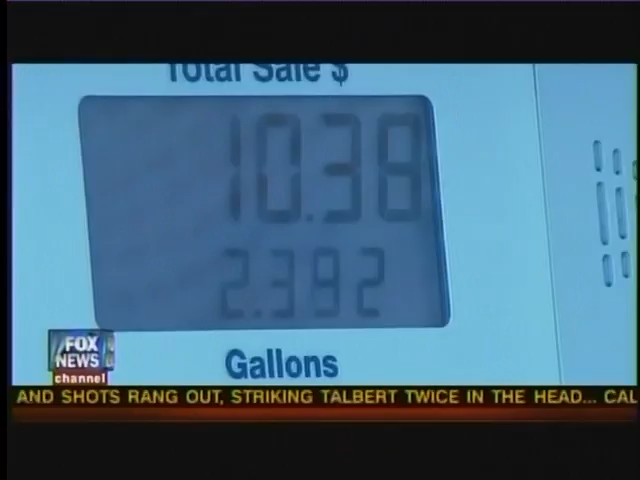 Total Sale $
10.38
2.392
Gallons
FOX
NEWS
channel
AND SHOTS RANG OUT, STRIKING TALBERT TWICE IN THE HEAD... CAL